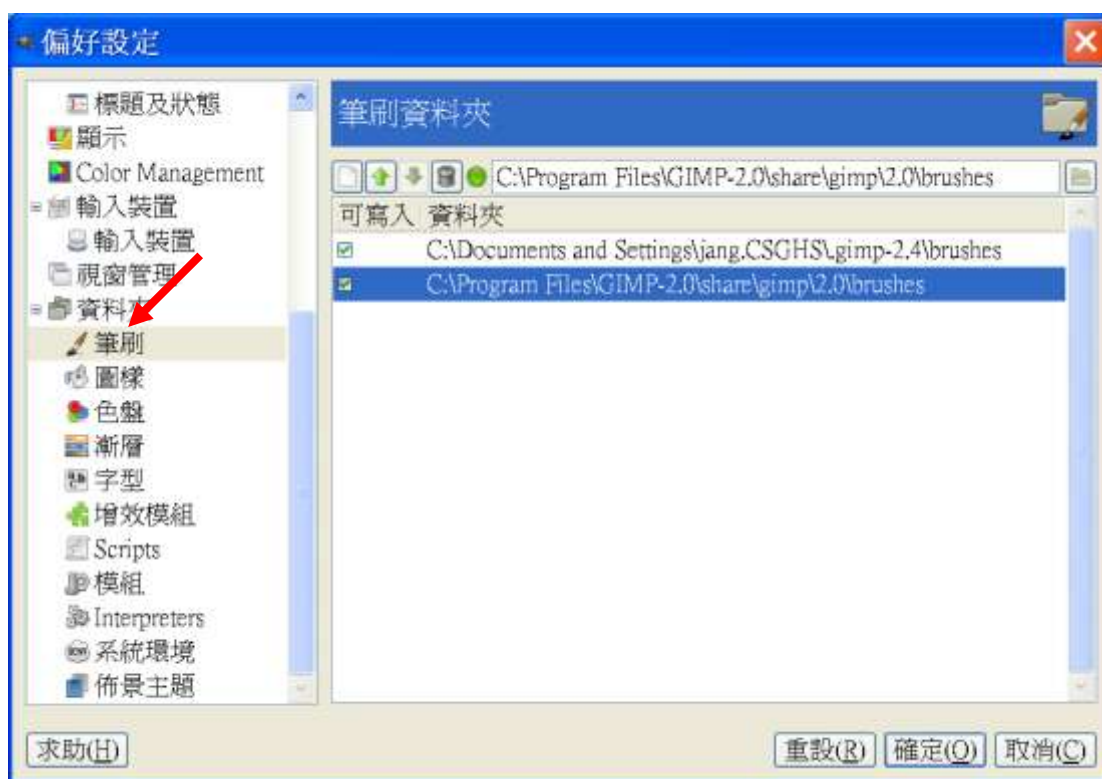 偏好設定
標題及狀態
顯示
Color Management
輸入裝置
輸入裝置
視窗管理
資料夾
筆刷
圖樣
色盤
漸層
字型
增效模組
Scripts
模組
Interpreters
系統環境
佈景主題
筆刷資料夾
C:\Program Files\GIMP-2.0\share\gimp\2.0\brushes
可寫入 資料夾
C:\Documents and Settings\jang.CSGHS\.gimp-2.4\brushes
C:\Program Files\GIMP-2.0\share\gimp\2.0\brushes
求助(H) 重設(R) 確定(O) 取消(C)